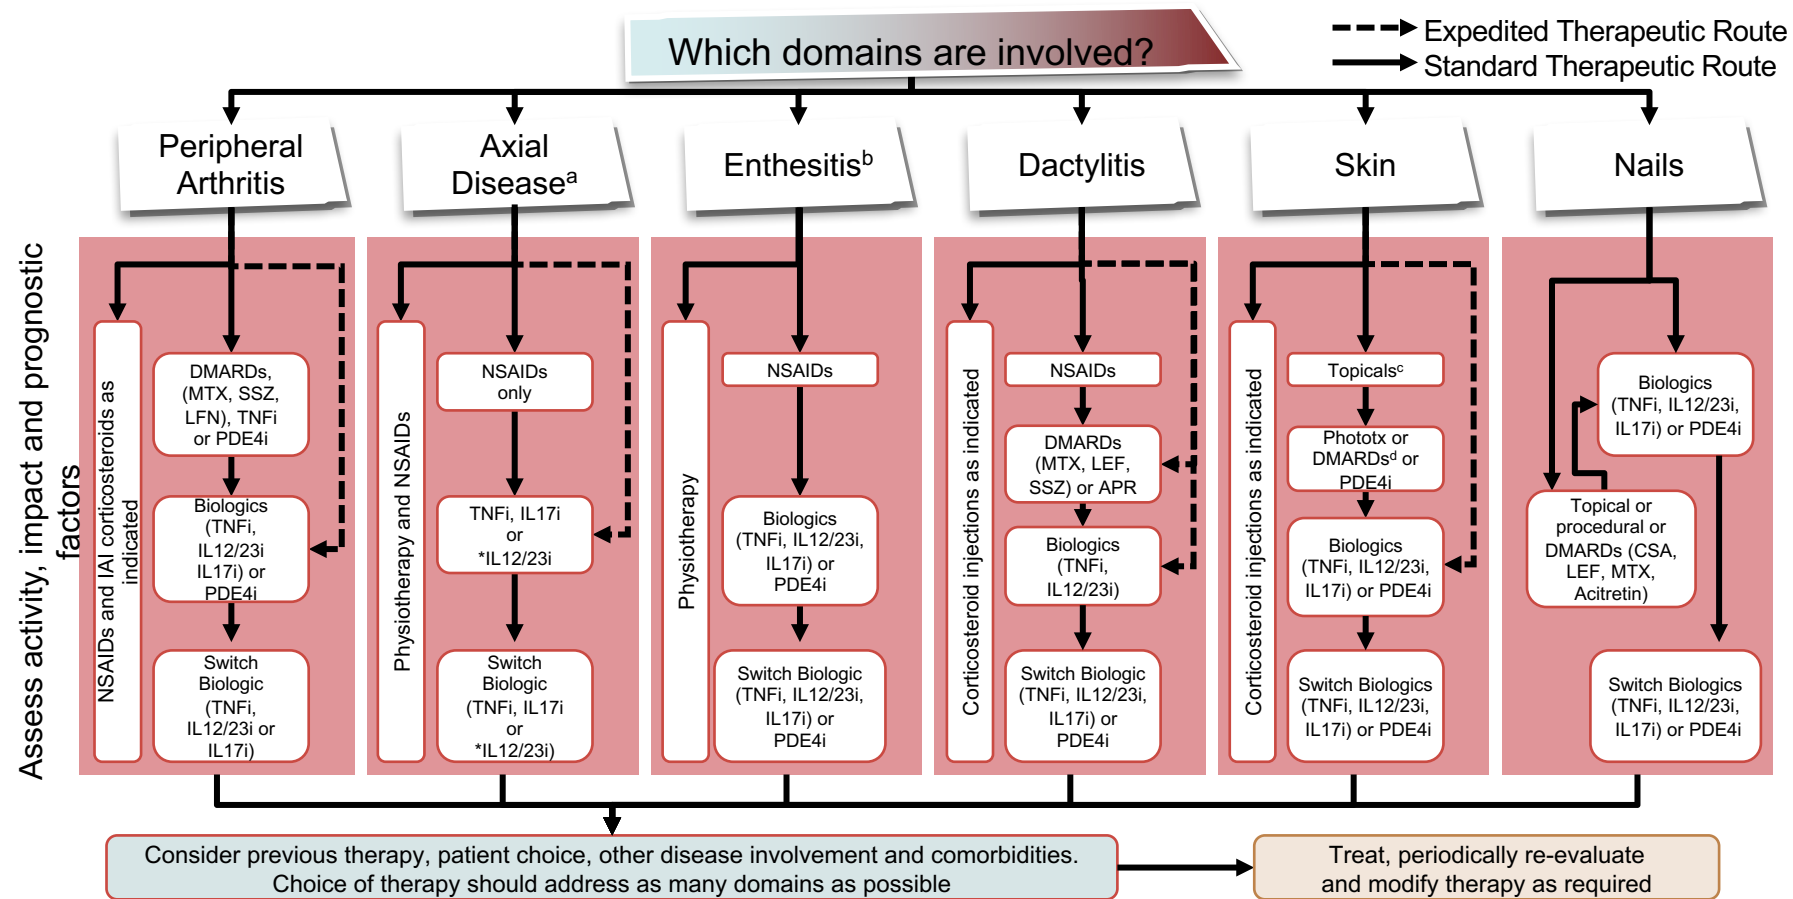 Which domains are involved?
Expedited Therapeutic Route
Standard Therapeutic Route
Peripheral
Arthritis
Axial
Diseaseᵃ
Enthesitisᵇ
Dactylitis
Skin
Nails
Assess activity, impact and prognostic
factors
NSAIDs and IAI corticosteroids as
indicated
DMARDs,
(MTX, SSZ,
LFN), TNFi
or PDE4i
Biologics
(TNFi,
IL12/23i
IL17i) or
PDE4i
Switch
Biologic
(TNFi,
IL12/23i or
IL17i)
Physiotherapy and NSAIDs
NSAIDs
only
TNFi, IL17i
or
*IL12/23i
Switch
Biologic
(TNFi, IL17i
or
*IL12/23i)
Physiotherapy
NSAIDs
Biologics
(TNFi, IL12/23i,
IL17i) or
PDE4i
Switch Biologic
(TNFi, IL12/23i,
IL17i) or
PDE4i
Corticosteroid injections as indicated
NSAIDs
DMARDs
(MTX, LEF,
SSZ) or APR
Biologics
(TNFi,
IL12/23i)
Switch Biologic
(TNFi, IL12/23i,
IL17i) or
PDE4i
Corticosteroid injections as indicated
Topicalsᶜ
Phototx or
DMARDsᵈ or
PDE4i
Biologics
(TNFi, IL12/23i,
IL17i) or PDE4i
Switch Biologics
(TNFi, IL12/23i,
IL17i) or PDE4i
Biologics
(TNFi, IL12/23i,
IL17i) or PDE4i
Topical or
procedural or
DMARDs (CSA,
LEF, MTX,
Acitretin)
Switch Biologics
(TNFi, IL12/23i,
IL17i) or PDE4i
Consider previous therapy, patient choice, other disease involvement and comorbidities.
Choice of therapy should address as many domains as possible
Treat, periodically re-evaluate
and modify therapy as required